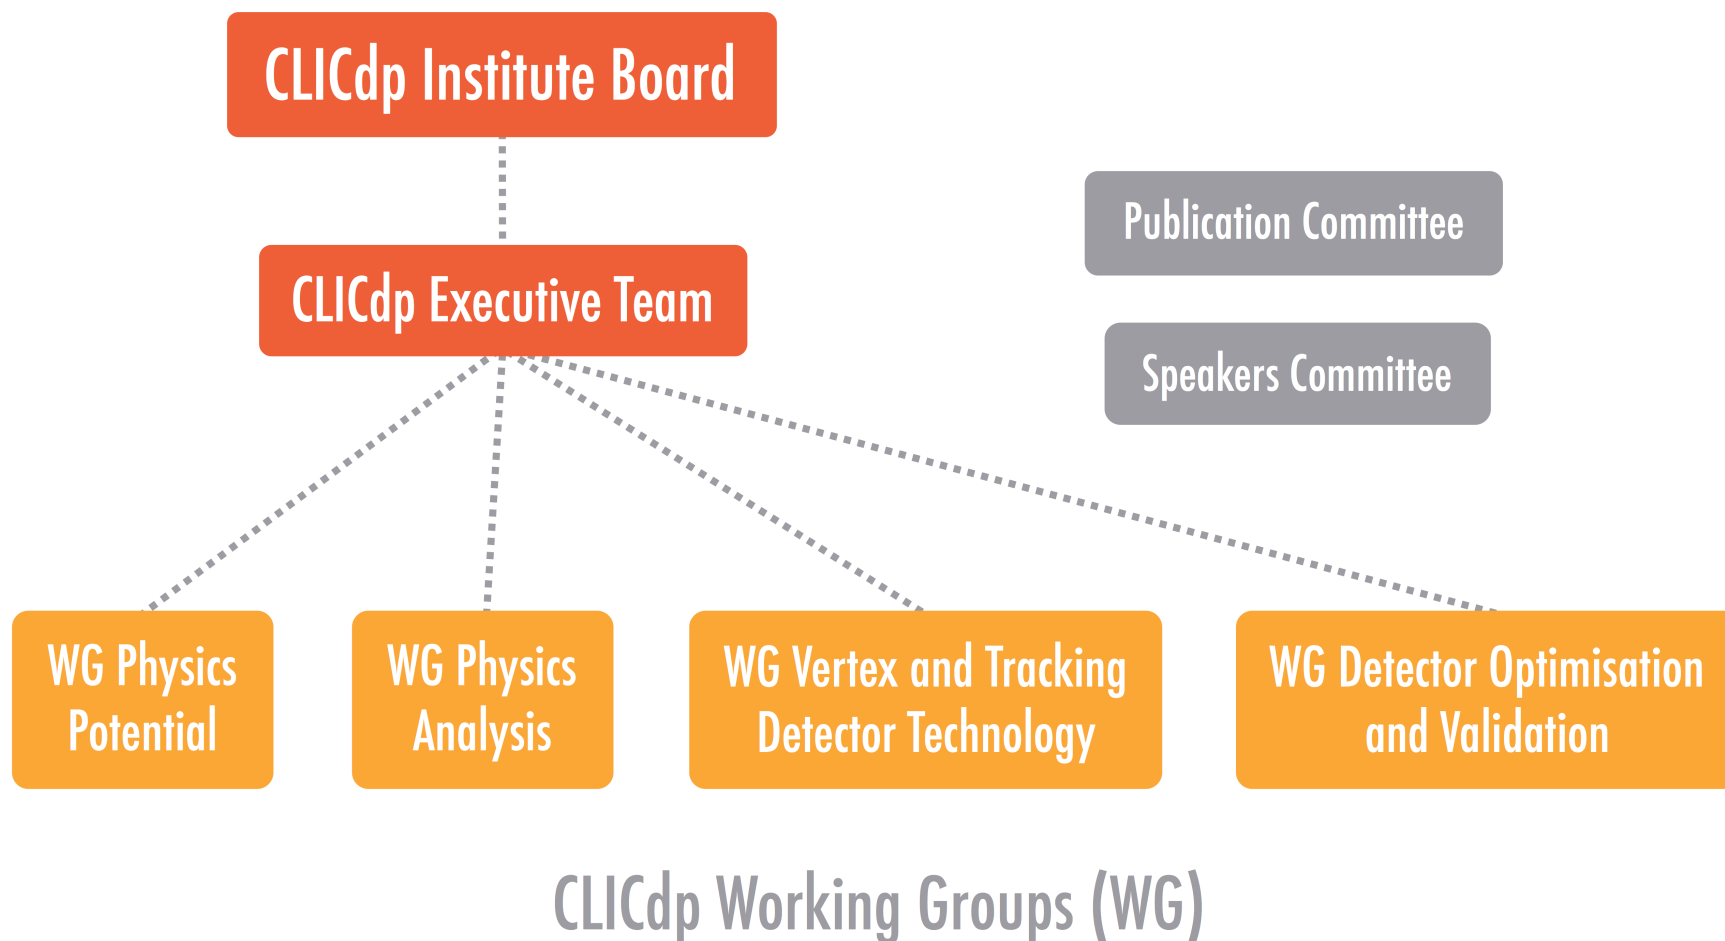 CLICdp Institute Board
Publication Committee
CLICdp Executive Team
Speakers Committee
WG Physics
Potential
WG Physics
Analysis
WG Vertex and Tracking
Detector Technology
WG Detector Optimisation
and Validation
CLICdp Working Groups (WG)